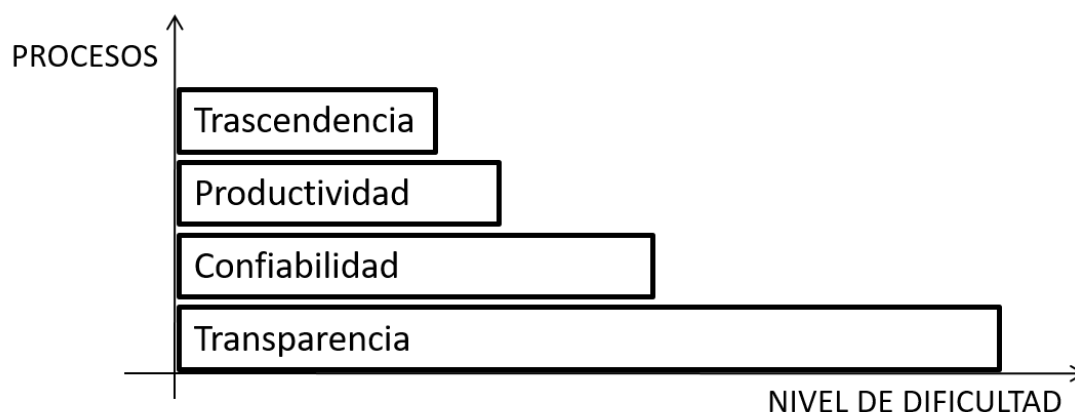 PROCESOS
Trascendencia
Productividad
Confiabilidad
Transparencia
NIVEL DE DIFICULTAD